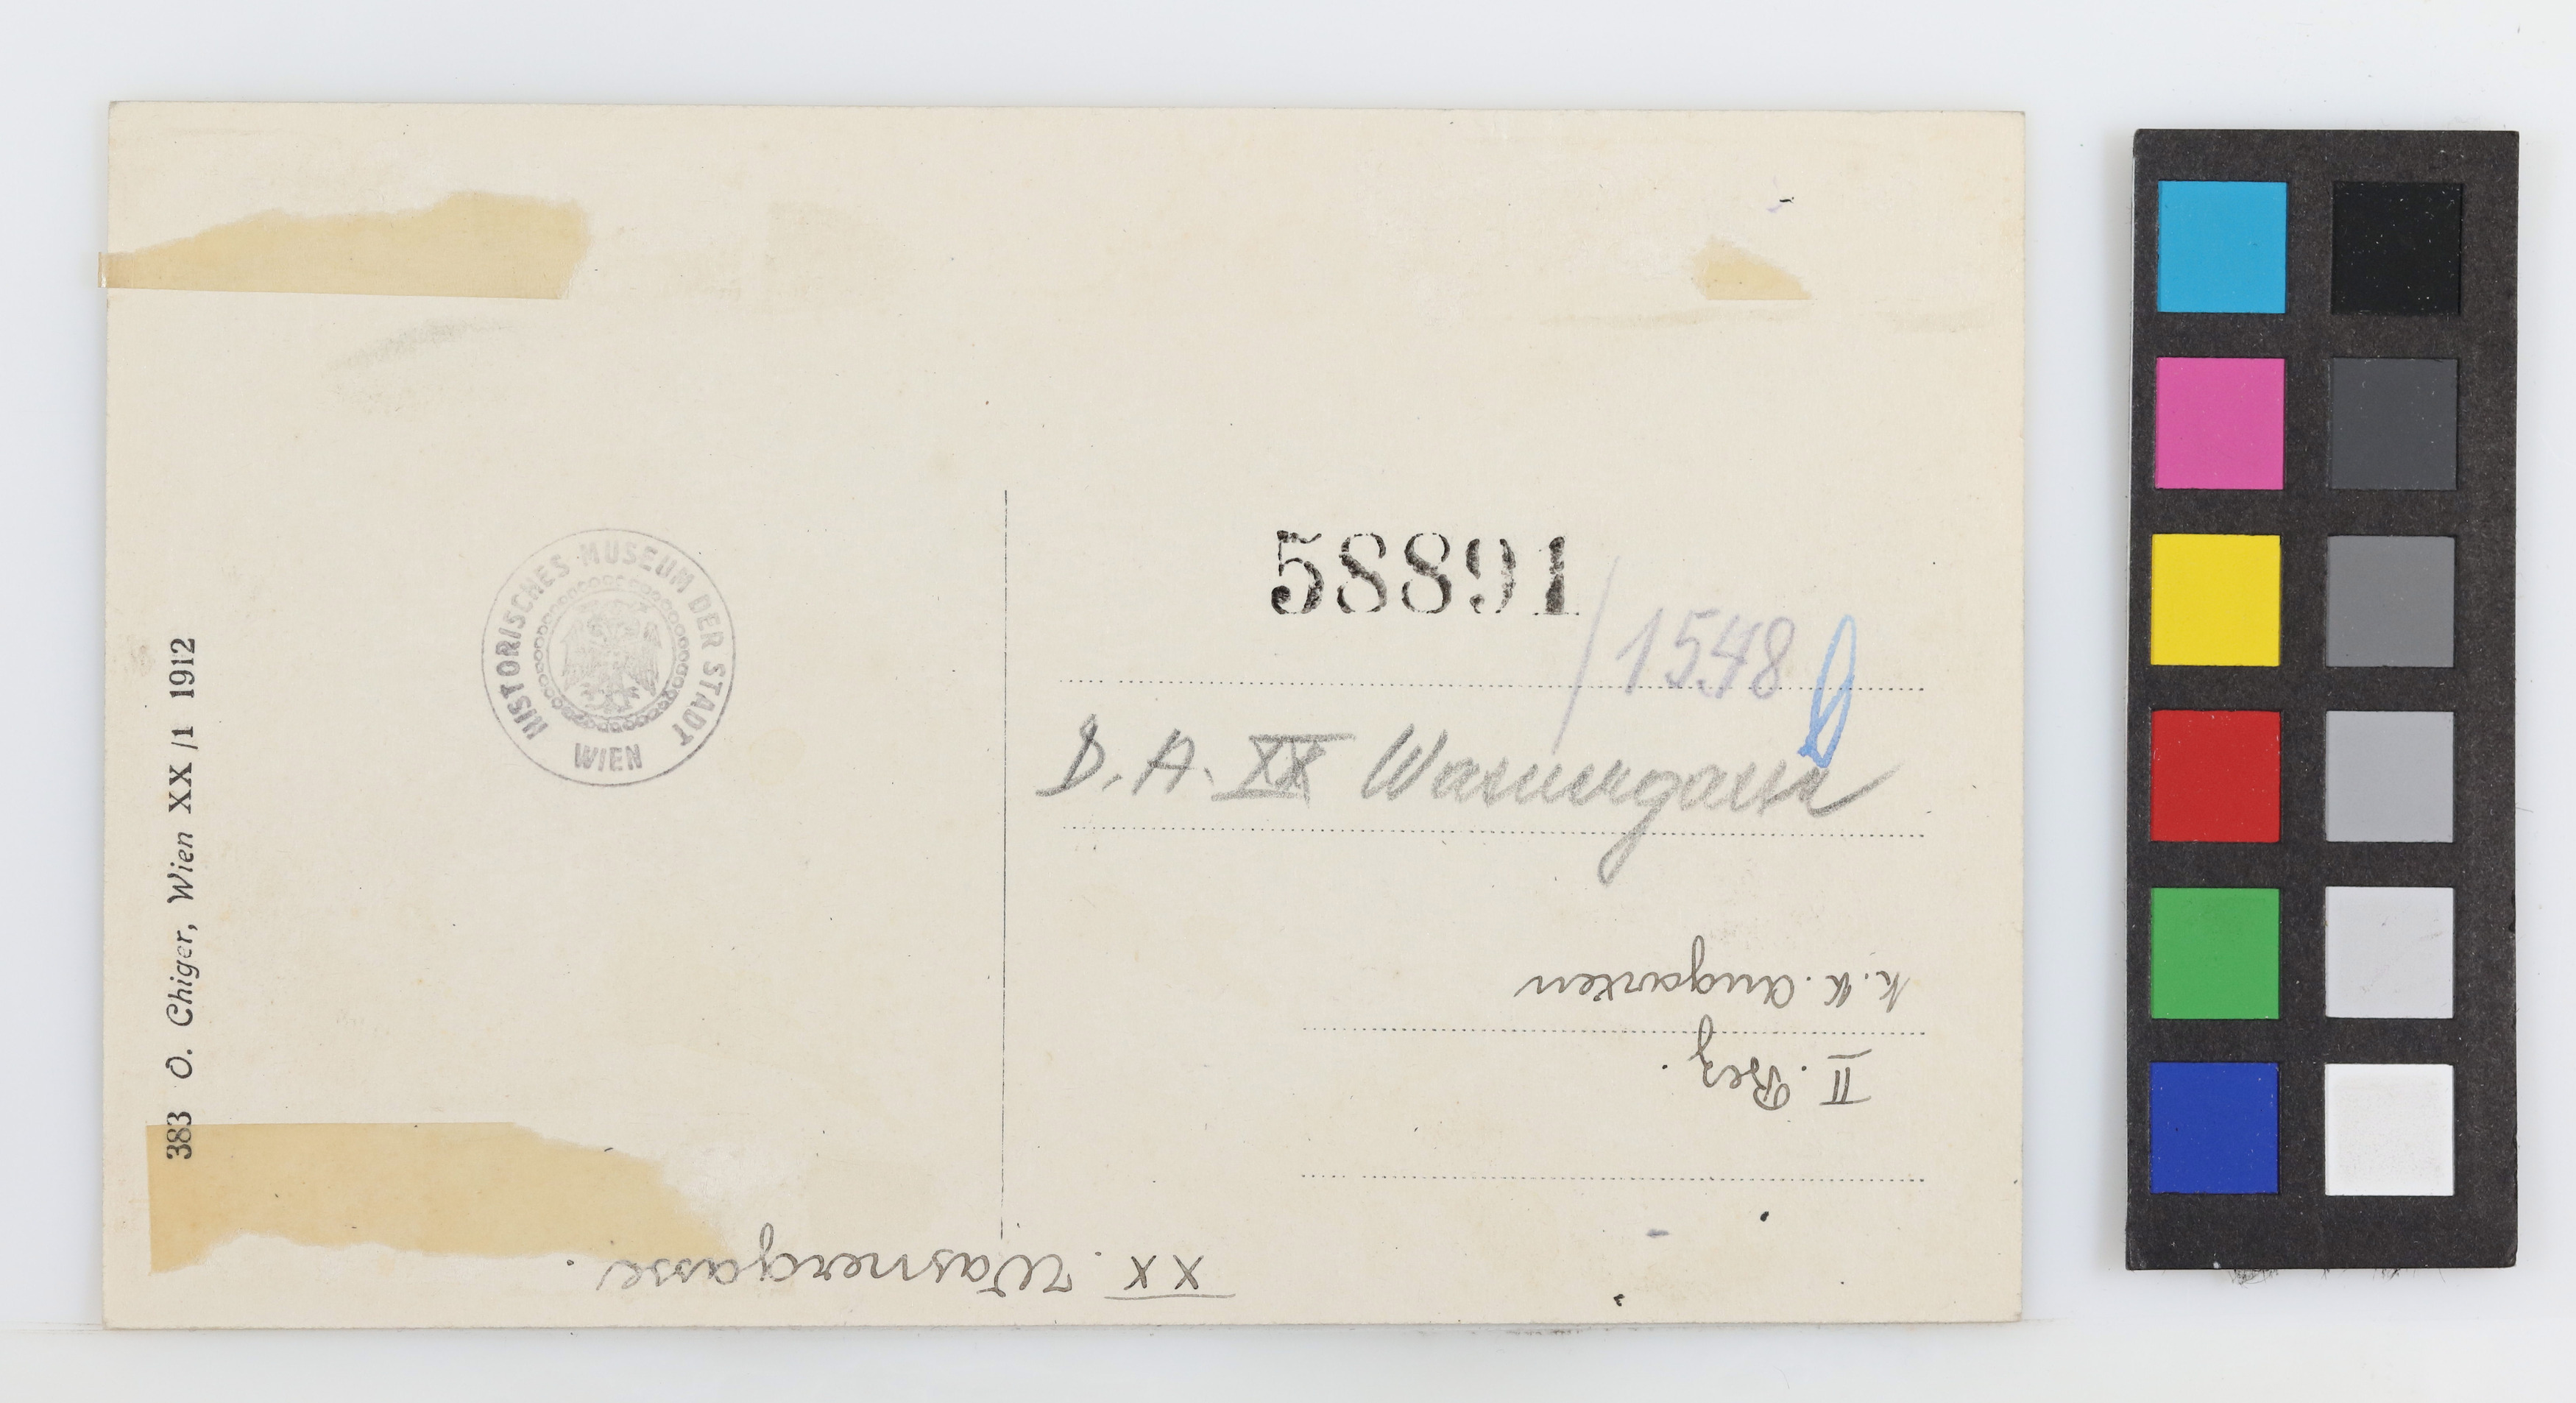 383 O. Chiger, Wien XX/1 1912
HISTORISCHES MUSEUM DER STADT
WIEN
58891
/1548
D. A. XX Wasnergasse
k. k. Augarten
II. Bez.
XX. Wasnergasse.